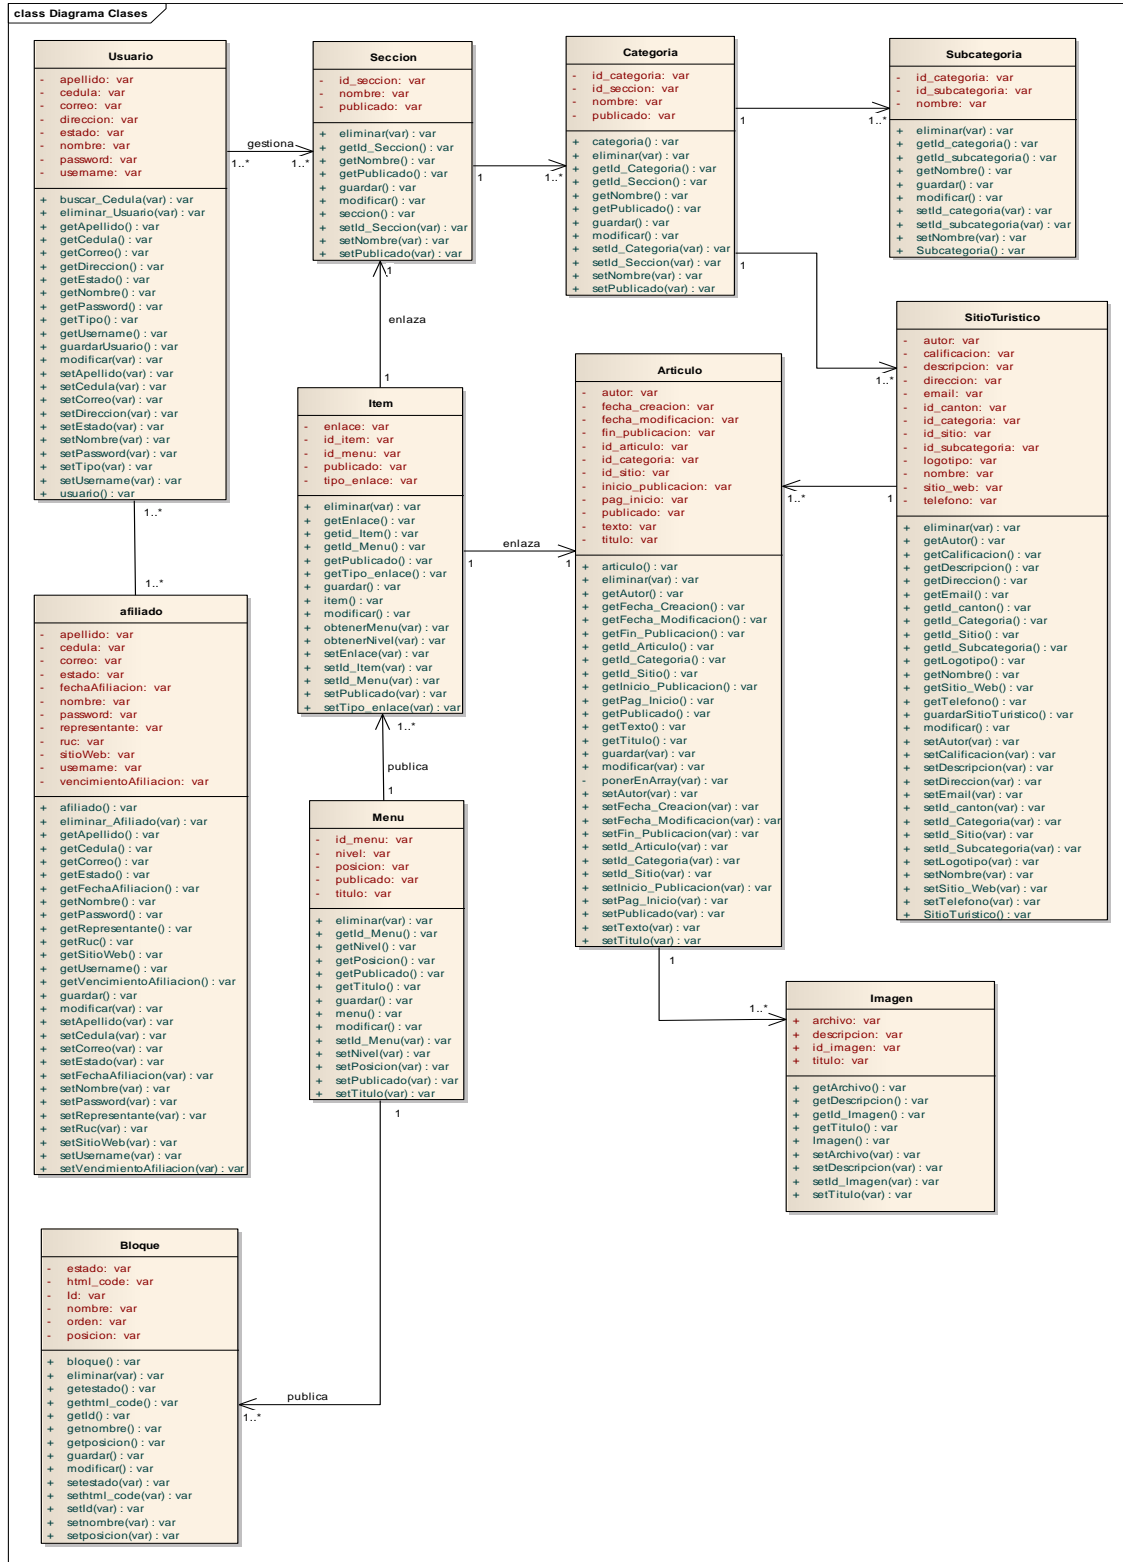 class Diagrama Clases
Usuario
- apellido: var
- cedula: var
- correo: var
- direccion: var
- estado: var
- nombre: var
- password: var
- username: var
+ buscar_Cedula(var) : var
+ eliminar_Usuario(var) : var
+ getApellido() : var
+ getCedula() : var
+ getCorreo() : var
+ getDireccion() : var
+ getEstado() : var
+ getNombre() : var
+ getPassword() : var
+ getTipo() : var
+ getUsername() : var
+ guardarUsuario() : var
+ modificar(var) : var
+ setApellido(var) : var
+ setCedula(var) : var
+ setCorreo(var) : var
+ setDireccion(var) : var
+ setEstado(var) : var
+ setNombre(var) : var
+ setPassword(var) : var
+ setTipo(var) : var
+ setUsername(var) : var
+ usuario() : var
1..*
gestiona
1..*
Seccion
- id_seccion: var
- nombre: var
- publicado: var
+ eliminar(var) : var
+ getId_Seccion() : var
+ getNombre() : var
+ getPublicado() : var
+ guardar() : var
+ modificar() : var
+ seccion() : var
+ setId_Seccion(var) : var
+ setNombre(var) : var
+ setPublicado(var) : var
1
1..*
Categoria
- id_categoria: var
- id_seccion: var
- nombre: var
- publicado: var
+ categoria() : var
+ eliminar(var) : var
+ getId_Categoria() : var
+ getId_Seccion() : var
+ getNombre() : var
+ getPublicado() : var
+ guardar() : var
+ modificar() : var
+ setId_Categoria(var) : var
+ setId_Seccion(var) : var
+ setNombre(var) : var
+ setPublicado(var) : var
1
1..*
Subcategoria
- id_categoria: var
- id_subcategoria: var
- nombre: var
+ eliminar(var) : var
+ getId_categoria() : var
+ getId_subcategoria() : var
+ getNombre() : var
+ guardar() : var
+ modificar() : var
+ setId_categoria(var) : var
+ setId_subcategoria(var) : var
+ setNombre(var) : var
+ Subcategoria() : var
1
1..*
SitioTuristico
- autor: var
- calificacion: var
- descripcion: var
- direccion: var
- email: var
- id_canton: var
- id_categoria: var
- id_sitio: var
- id_subcategoria: var
- logotipo: var
- nombre: var
- sitio_web: var
- telefono: var
+ eliminar(var) : var
+ getAutor() : var
+ getCalificacion() : var
+ getDescripcion() : var
+ getDireccion() : var
+ getEmail() : var
+ getId_canton() : var
+ getId_Categoria() : var
+ getId_Sitio() : var
+ getId_Subcategoria() : var
+ getLogotipo() : var
+ getNombre() : var
+ getSitio_Web() : var
+ getTelefono() : var
+ guardarSitioTuristico() : var
+ modificar() : var
+ setAutor(var) : var
+ setCalificacion(var) : var
+ setDescripcion(var) : var
+ setDireccion(var) : var
+ setEmail(var) : var
+ setId_canton(var) : var
+ setId_Categoria(var) : var
+ setId_Sitio(var) : var
+ setId_Subcategoria(var) : var
+ setLogotipo(var) : var
+ setNombre(var) : var
+ setSitio_Web(var) : var
+ setTelefono(var) : var
+ SitioTuristico() : var
1
enlaza
1
Item
- enlace: var
- id_item: var
- id_menu: var
- publicado: var
- tipo_enlace: var
+ eliminar(var) : var
+ getEnlace() : var
+ getid_Item() : var
+ getId_Menu() : var
+ getPublicado() : var
+ getTipo_enlace() : var
+ guardar() : var
+ item() : var
+ modificar() : var
+ obtenerMenu(var) : var
+ obtenerNivel(var) : var
+ setEnlace(var) : var
+ setId_Item(var) : var
+ setId_Menu(var) : var
+ setPublicado(var) : var
+ setTipo_enlace(var) : var
1
enlaza
1
Articulo
- autor: var
- fecha_creacion: var
- fecha_modificacion: var
- fin_publicacion: var
- id_articulo: var
- id_categoria: var
- id_sitio: var
- inicio_publicacion: var
- pag_inicio: var
- publicado: var
- texto: var
- titulo: var
+ articulo() : var
+ eliminar(var) : var
+ getAutor() : var
+ getFecha_Creacion() : var
+ getFecha_Modificacion() : var
+ getFin_Publicacion() : var
+ getId_Articulo() : var
+ getId_Categoria() : var
+ getId_Sitio() : var
+ getInicio_Publicacion() : var
+ getPag_Inicio() : var
+ getPublicado() : var
+ getTexto() : var
+ getTitulo() : var
+ guardar(var) : var
+ modificar(var) : var
- ponerEnArray(var) : var
+ setAutor(var) : var
+ setFecha_Creacion(var) : var
+ setFecha_Modificacion(var) : var
+ setFin_Publicacion(var) : var
+ setId_Articulo(var) : var
+ setId_Categoria(var) : var
+ setId_Sitio(var) : var
+ setInicio_Publicacion(var) : var
+ setPag_Inicio(var) : var
+ setPublicado(var) : var
+ setTexto(var) : var
+ setTitulo(var) : var
1..*
1
1..*
1..*
afiliado
- apellido: var
- cedula: var
- correo: var
- estado: var
- fechaAfiliacion: var
- nombre: var
- password: var
- representante: var
- ruc: var
- sitioWeb: var
- username: var
- vencimientoAfiliacion: var
+ afiliado() : var
+ eliminar_Afiliado(var) : var
+ getApellido() : var
+ getCedula() : var
+ getCorreo() : var
+ getEstado() : var
+ getFechaAfiliacion() : var
+ getNombre() : var
+ getPassword() : var
+ getRepresentante() : var
+ getRuc() : var
+ getSitioWeb() : var
+ getUsername() : var
+ getVencimientoAfiliacion() : var
+ guardar() : var
+ modificar(var) : var
+ setApellido(var) : var
+ setCedula(var) : var
+ setCorreo(var) : var
+ setEstado(var) : var
+ setFechaAfiliacion(var) : var
+ setNombre(var) : var
+ setPassword(var) : var
+ setRepresentante(var) : var
+ setRuc(var) : var
+ setSitioWeb(var) : var
+ setUsername(var) : var
+ setVencimientoAfiliacion(var) : var
1..*
publica
1
Menu
- id_menu: var
- nivel: var
- posicion: var
- publicado: var
- titulo: var
+ eliminar(var) : var
+ getId_Menu() : var
+ getNivel() : var
+ getPosicion() : var
+ getPublicado() : var
+ getTitulo() : var
+ guardar() : var
+ menu() : var
+ modificar() : var
+ setId_Menu(var) : var
+ setNivel(var) : var
+ setPosicion(var) : var
+ setPublicado(var) : var
+ setTitulo(var) : var
1
1
1..*
Imagen
+ archivo: var
+ descripcion: var
+ id_imagen: var
+ titulo: var
+ getArchivo() : var
+ getDescripcion() : var
+ getId_Imagen() : var
+ getTitulo() : var
+ Imagen() : var
+ setArchivo(var) : var
+ setDescripcion(var) : var
+ setId_Imagen(var) : var
+ setTitulo(var) : var
Bloque
- estado: var
- html_code: var
- Id: var
- nombre: var
- orden: var
- posicion: var
+ bloque() : var
+ eliminar(var) : var
+ getestado() : var
+ gethtml_code() : var
+ getId() : var
+ getnombre() : var
+ getposicion() : var
+ guardar() : var
+ modificar() : var
+ setestado(var) : var
+ sethtml_code(var) : var
+ setId(var) : var
+ setnombre(var) : var
+ setposicion(var) : var
publica
1..*